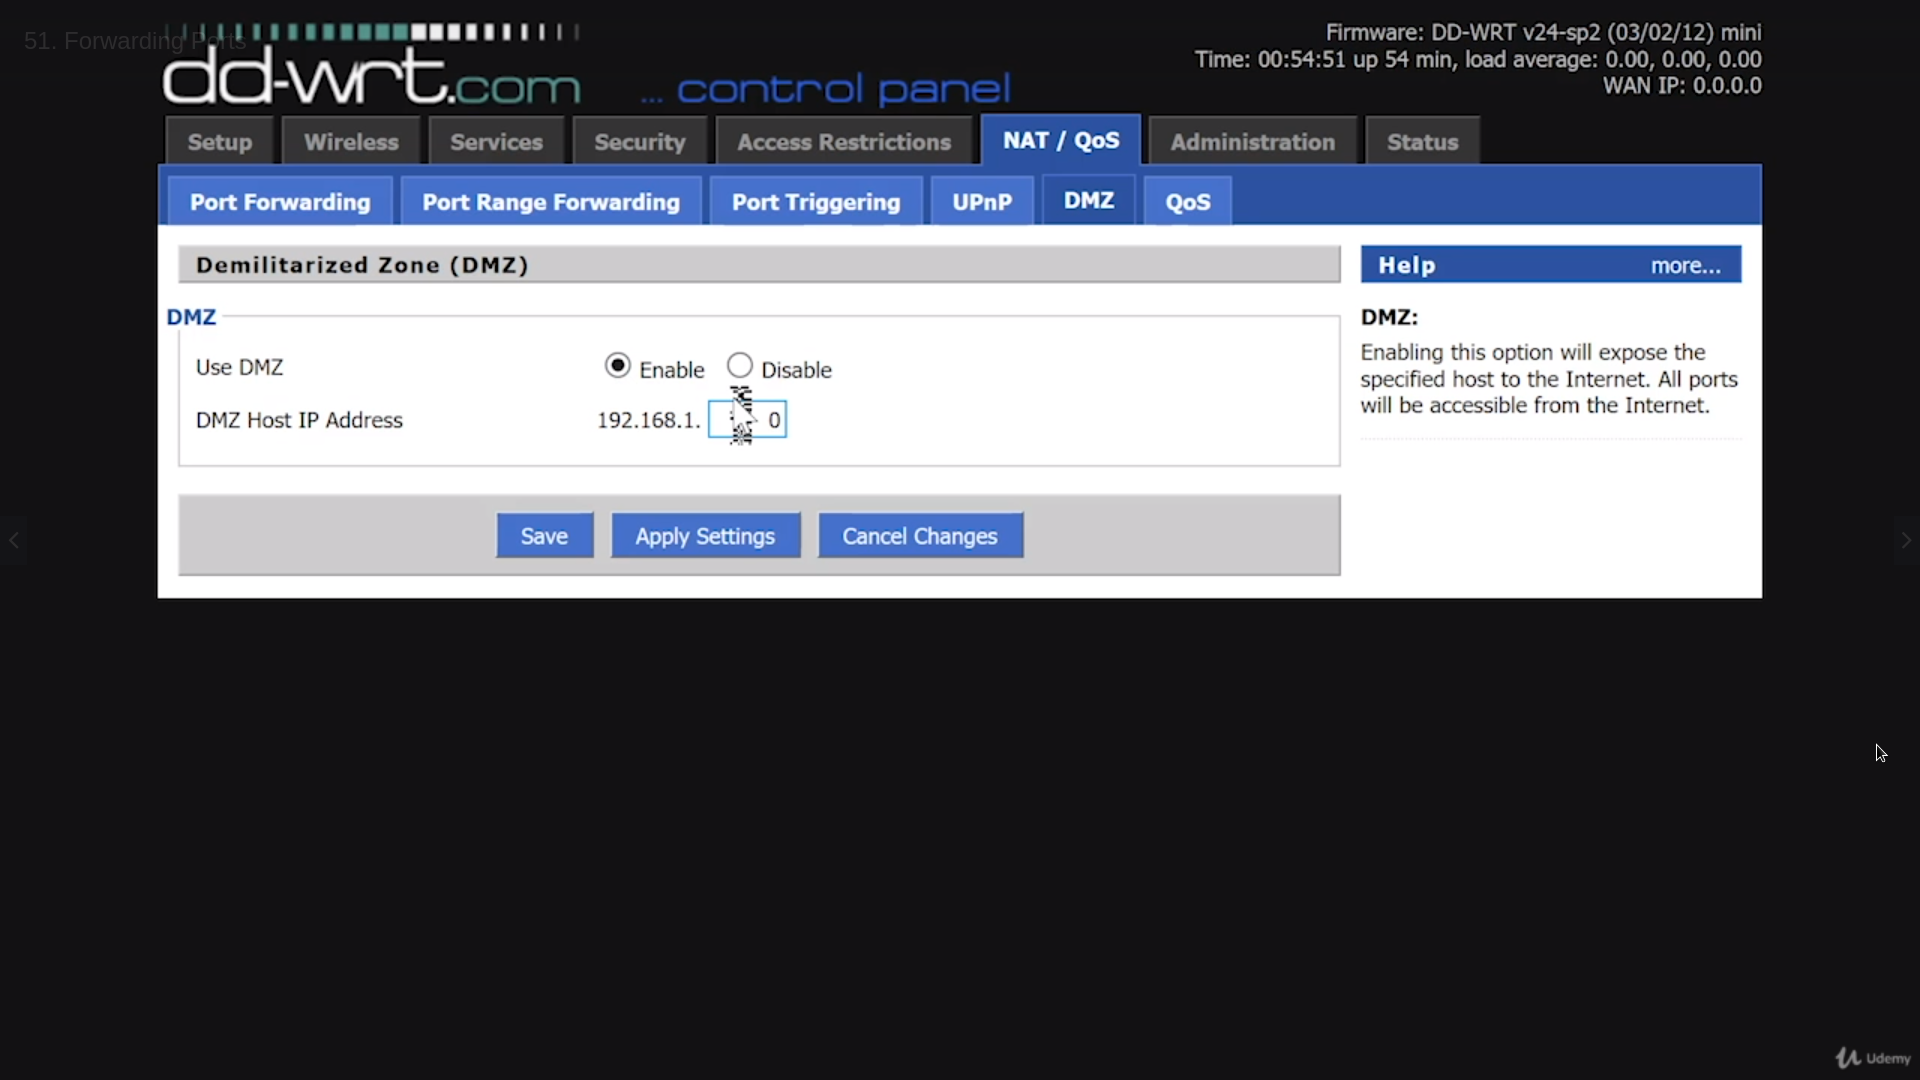 51. Forwarding Ports
dd-wrt.com ... control panel
Firmware: DD-WRT v24-sp2 (03/02/12) mini
Time: 00:54:51 up 54 min, load average: 0.00, 0.00, 0.00
WAN IP: 0.0.0.0
Setup Wireless Services Security Access Restrictions NAT / QoS Administration Status
Port Forwarding Port Range Forwarding Port Triggering UPnP DMZ QoS
Demilitarized Zone (DMZ)
DMZ
Use DMZ Enable Disable
DMZ Host IP Address 192.168.1. 0
Save Apply Settings Cancel Changes
Help more...
DMZ:
Enabling this option will expose the
specified host to the Internet. All ports
will be accessible from the Internet.
Udemy